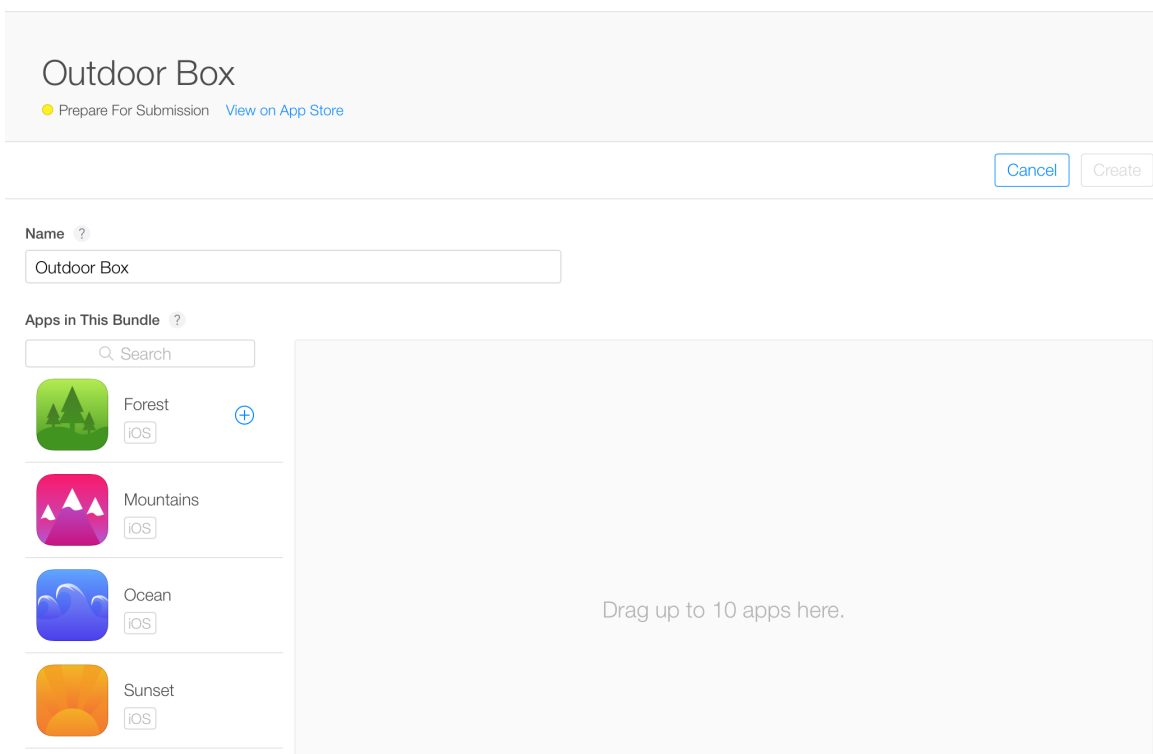 Outdoor Box
Prepare For Submission View on App Store
Cancel Create
Name ?
Outdoor Box
Apps in This Bundle ?
Search
Forest
iOS
Mountains
iOS
Ocean
iOS
Drag up to 10 apps here.
Sunset
iOS